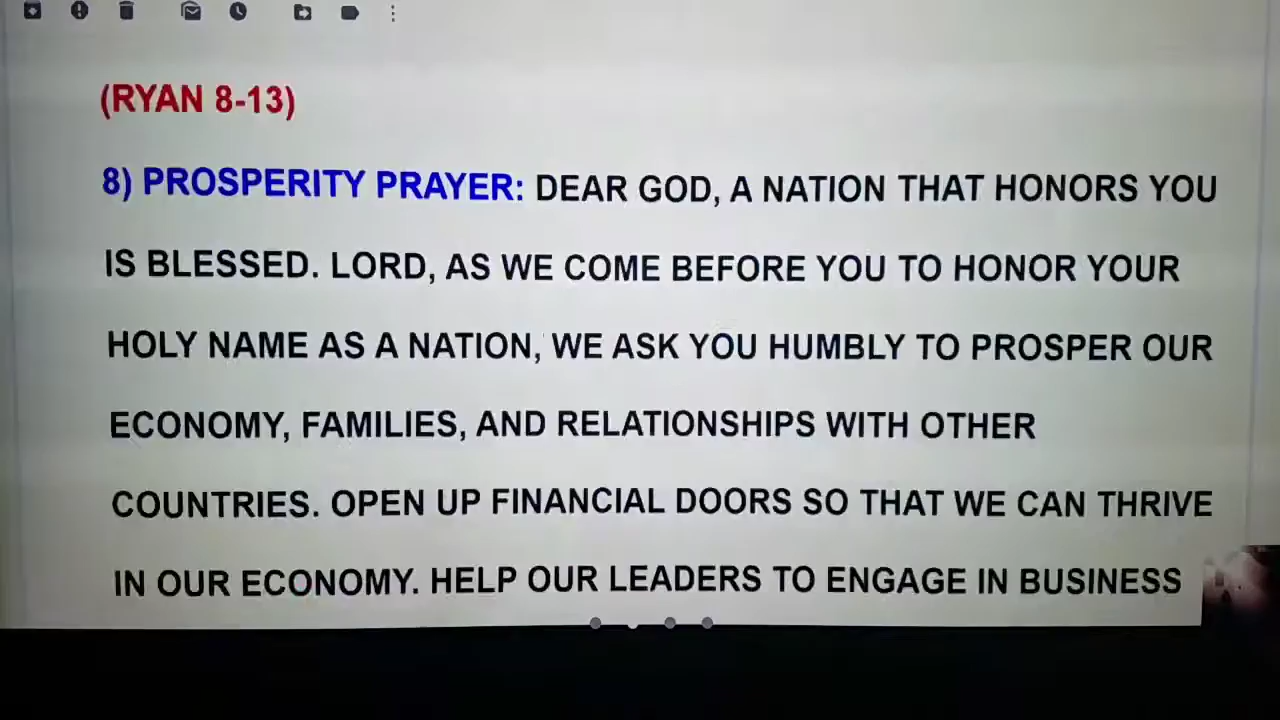 (RYAN 8-13)
8) PROSPERITY PRAYER: DEAR GOD, A NATION THAT HONORS YOU
IS BLESSED. LORD, AS WE COME BEFORE YOU TO HONOR YOUR
HOLY NAME AS A NATION, WE ASK YOU HUMBLY TO PROSPER OUR
ECONOMY, FAMILIES, AND RELATIONSHIPS WITH OTHER
COUNTRIES. OPEN UP FINANCIAL DOORS SO THAT WE CAN THRIVE
IN OUR ECONOMY. HELP OUR LEADERS TO ENGAGE IN BUSINESS